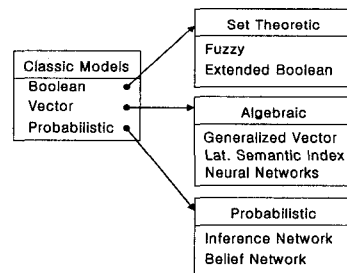 Classic Models
Boolean
Vector
Probabilistic
Set Theoretic
Fuzzy
Extended Boolean
Algebraic
Generalized Vector
Lat. Semantic Index
Neural Networks
Probabilistic
Inference Network
Belief Network